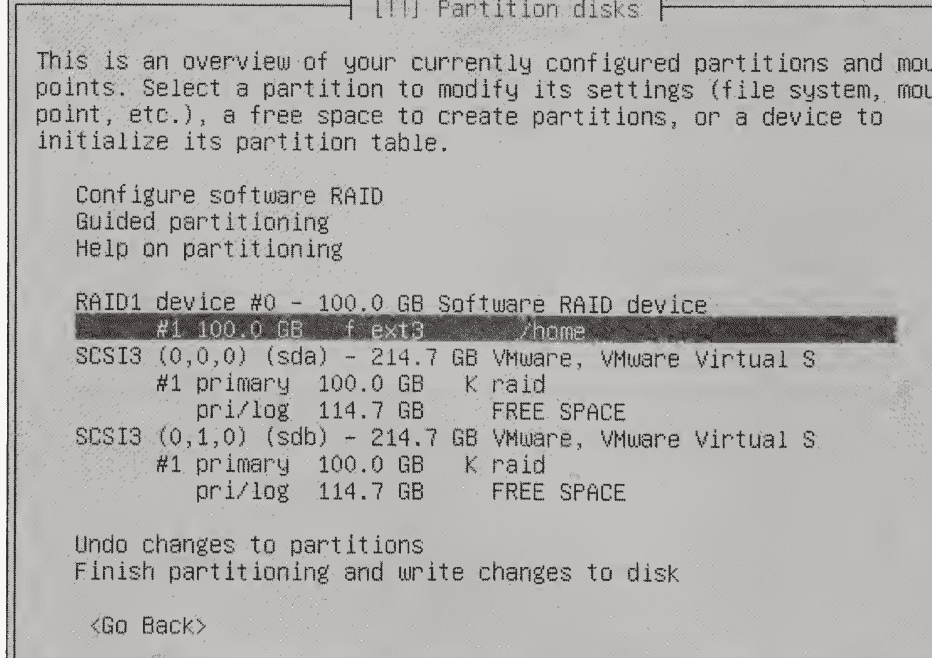 [!!] Partition disks
This is an overview of your currently configured partitions and mou
points. Select a partition to modify its settings (file system, mou
point, etc.), a free space to create partitions, or a device to
initialize its partition table.
Configure software RAID
Guided partitioning
Help on partitioning
RAID1 device #0 - 100.0 GB Software RAID device
#1 100.0 GB f ext3 /home
SCSI3 (0,0,0) (sda) - 214.7 GB VMware, VMware Virtual S
#1 primary 100.0 GB K raid
pri/log 114.7 GB FREE SPACE
SCSI3 (0,1,0) (sdb) - 214.7 GB VMware, VMware Virtual S
#1 primary 100.0 GB K raid
pri/log 114.7 GB FREE SPACE
Undo changes to partitions
Finish partitioning and write changes to disk
<Go Back>